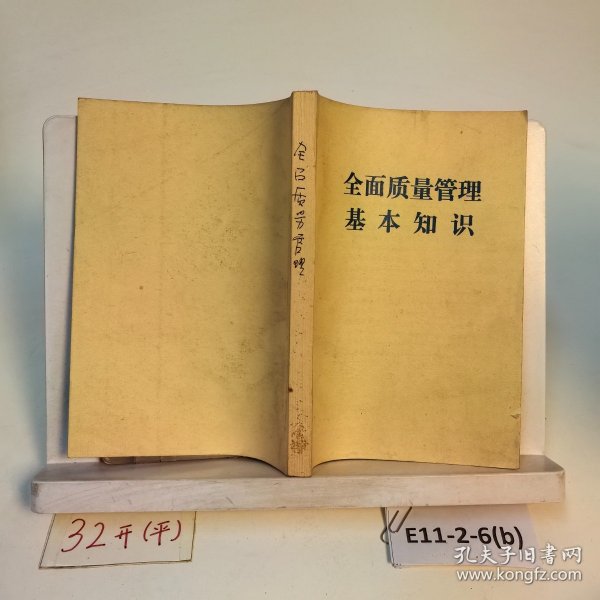 全面质量管理
基本知识
全面质量管理
32开(平)
E11-2-6(b)
孔夫子旧书网
www.kongfz.com